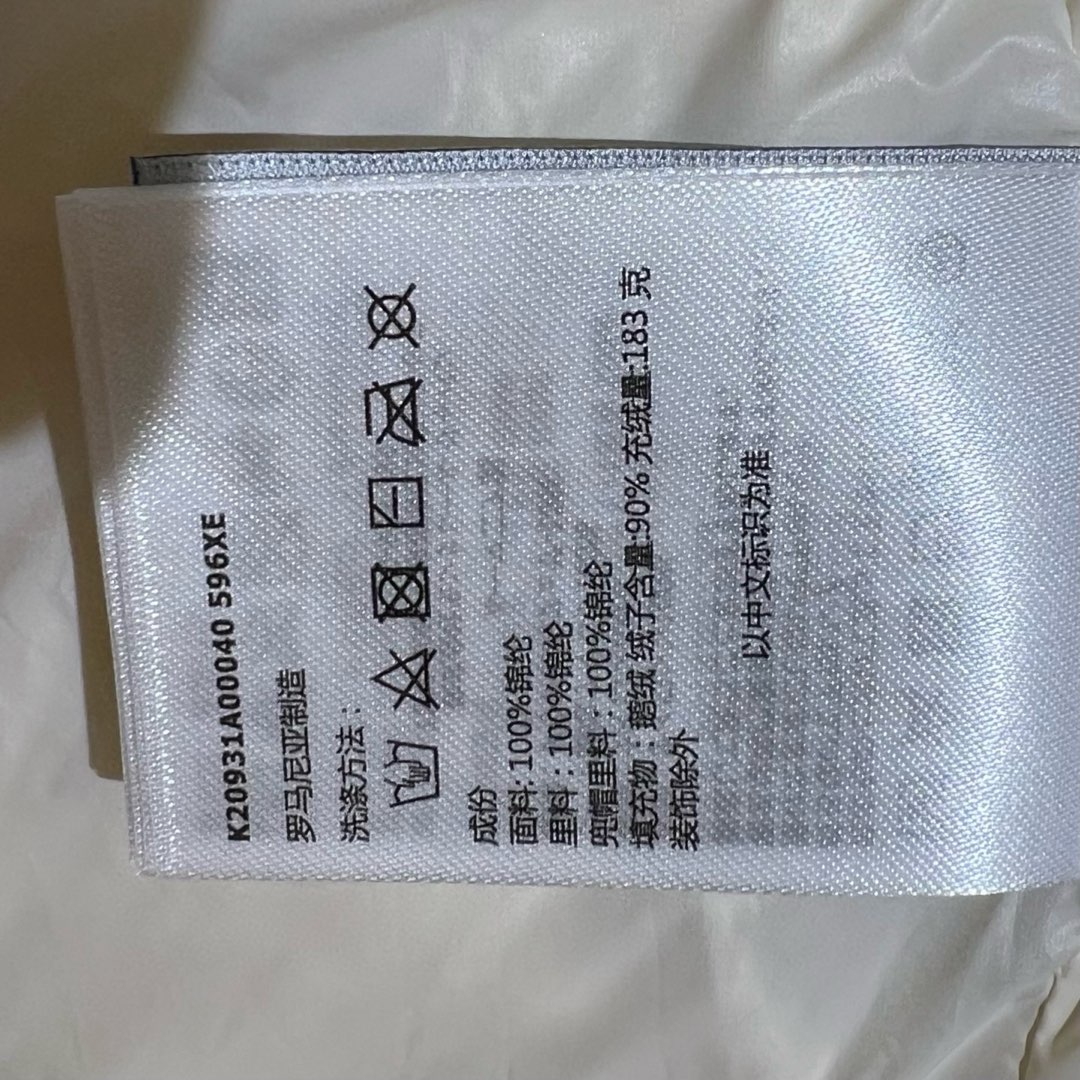 K20931A00040 596XE
罗马尼亚制造
洗涤方法：
成份
面料：100%锦纶
里料：100%锦纶
兜帽里料：100%锦纶
填充物：鹅绒 绒子含量:90% 充绒量:183 克
装饰除外
以中文标识为准